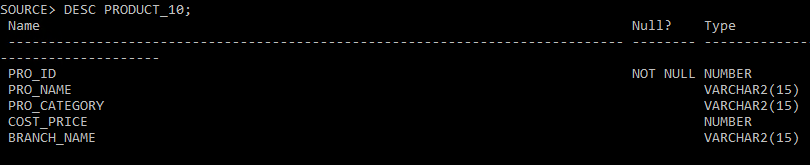 SOURCE> DESC PRODUCT_10;
Name Null? Type
----------------------------------------------------------------------------- -------- -------------
--------------------
PRO_ID NOT NULL NUMBER
PRO_NAME VARCHAR2(15)
PRO_CATEGORY VARCHAR2(15)
COST_PRICE NUMBER
BRANCH_NAME VARCHAR2(15)